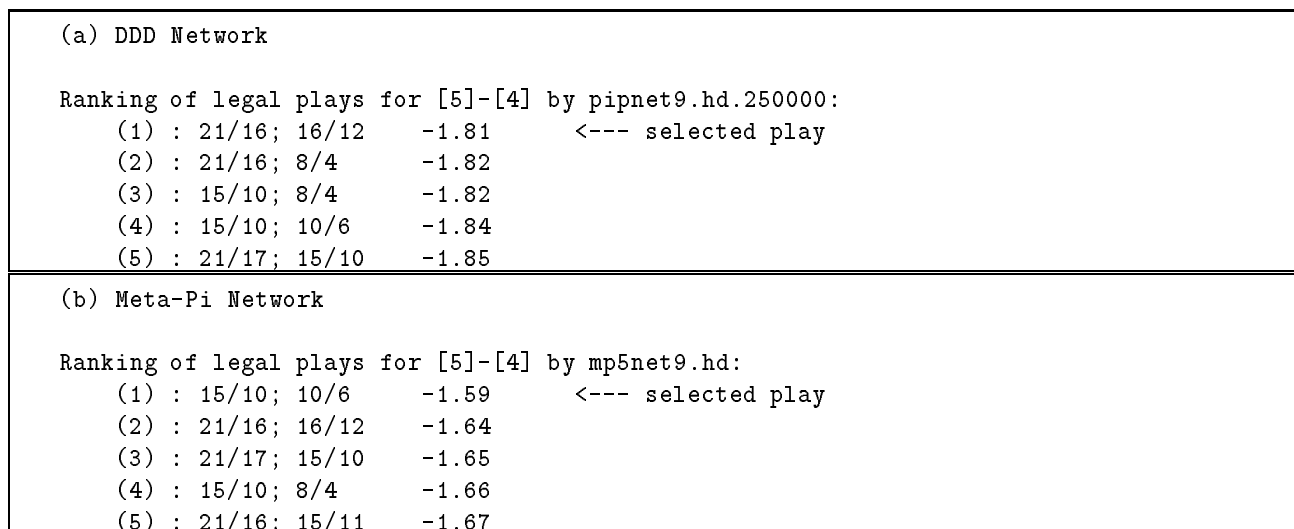 (a) DDD Network
Ranking of legal plays for [5]-[4] by pipnet9.hd.250000:
(1) : 21/16; 16/12 -1.81 <--- selected play
(2) : 21/16; 8/4 -1.82
(3) : 15/10; 8/4 -1.82
(4) : 15/10; 10/6 -1.84
(5) : 21/17; 15/10 -1.85
(b) Meta-Pi Network
Ranking of legal plays for [5]-[4] by mp5net9.hd:
(1) : 15/10; 10/6 -1.59 <--- selected play
(2) : 21/16; 16/12 -1.64
(3) : 21/17; 15/10 -1.65
(4) : 15/10; 8/4 -1.66
(5) : 21/16; 15/11 -1.67